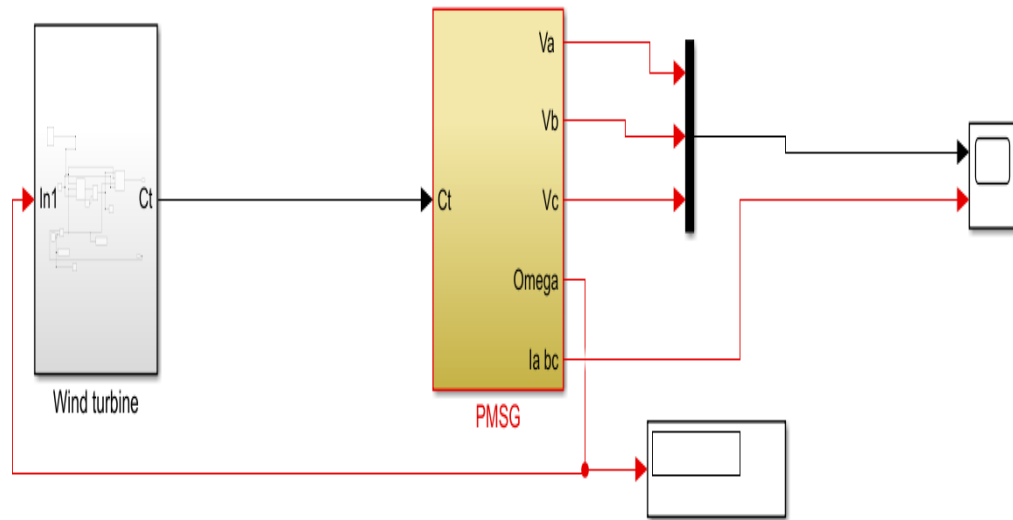 Va
Vb
In1
Ct
Ct
Vc
Omega
Ia bc
Wind turbine
PMSG